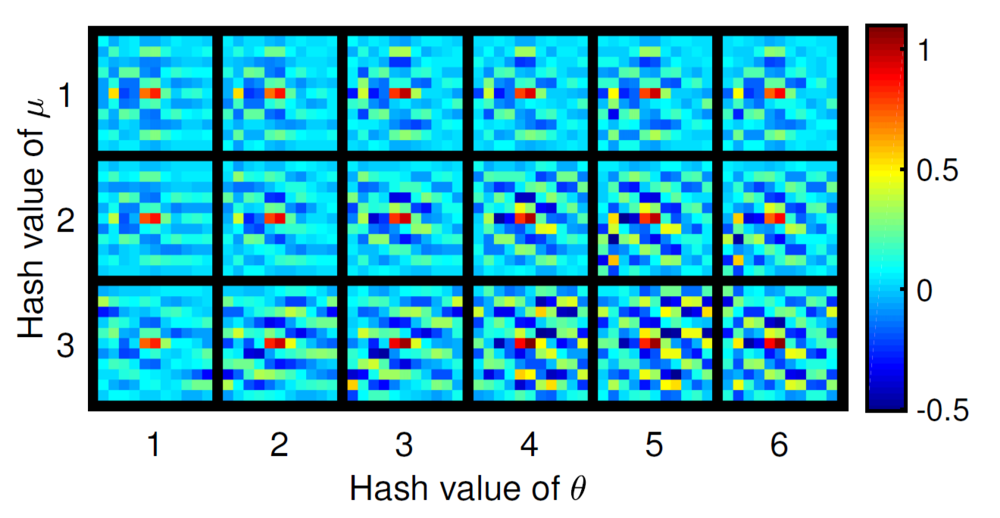 1
0.5
0
-0.5
Hash value of μ
1
2
3
1 2 3 4 5 6
Hash value of θ